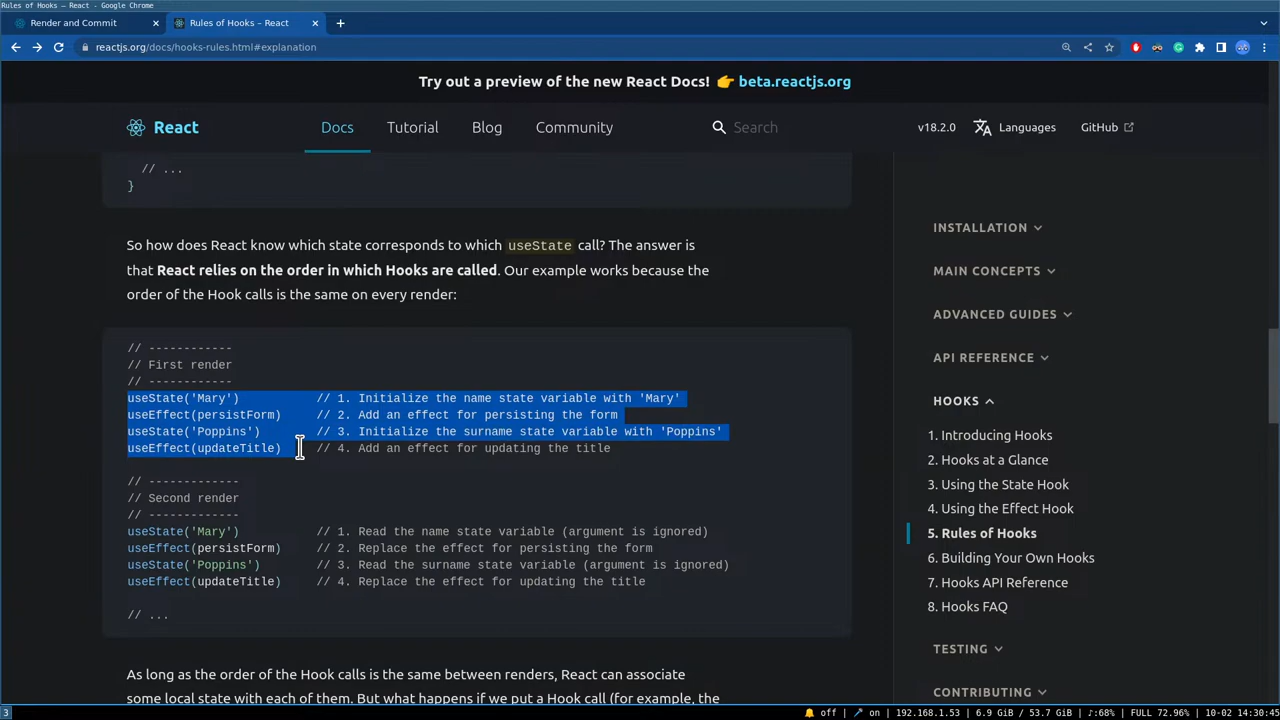 Rules of Hooks – React - Google Chrome
Render and Commit
Rules of Hooks – React
reactjs.org/docs/hooks-rules.html#explanation
Try out a preview of the new React Docs! 👉 beta.reactjs.org
React
Docs
Tutorial
Blog
Community
Search
v18.2.0
Languages
GitHub
// ...
}
So how does React know which state corresponds to which useState call? The answer is
that React relies on the order in which Hooks are called. Our example works because the
order of the Hook calls is the same on every render:
// ------------
// First render
// ------------
useState('Mary')           // 1. Initialize the name state variable with 'Mary'
useEffect(persistForm)     // 2. Add an effect for persisting the form
useState('Poppins')        // 3. Initialize the surname state variable with 'Poppins'
useEffect(updateTitle)     // 4. Add an effect for updating the title
// -------------
// Second render
// -------------
useState('Mary')           // 1. Read the name state variable (argument is ignored)
useEffect(persistForm)     // 2. Replace the effect for persisting the form
useState('Poppins')        // 3. Read the surname state variable (argument is ignored)
useEffect(updateTitle)     // 4. Replace the effect for updating the title
// ...
As long as the order of the Hook calls is the same between renders, React can associate
some local state with each of them. But what happens if we put a Hook call (for example, the
INSTALLATION
MAIN CONCEPTS
ADVANCED GUIDES
API REFERENCE
HOOKS
1. Introducing Hooks
2. Hooks at a Glance
3. Using the State Hook
4. Using the Effect Hook
5. Rules of Hooks
6. Building Your Own Hooks
7. Hooks API Reference
8. Hooks FAQ
TESTING
CONTRIBUTING
3
off | on | 192.168.1.53 | 6.9 GiB / 53.7 GiB | ♪:68% | FULL 72.96% | 10-02 14:30:45